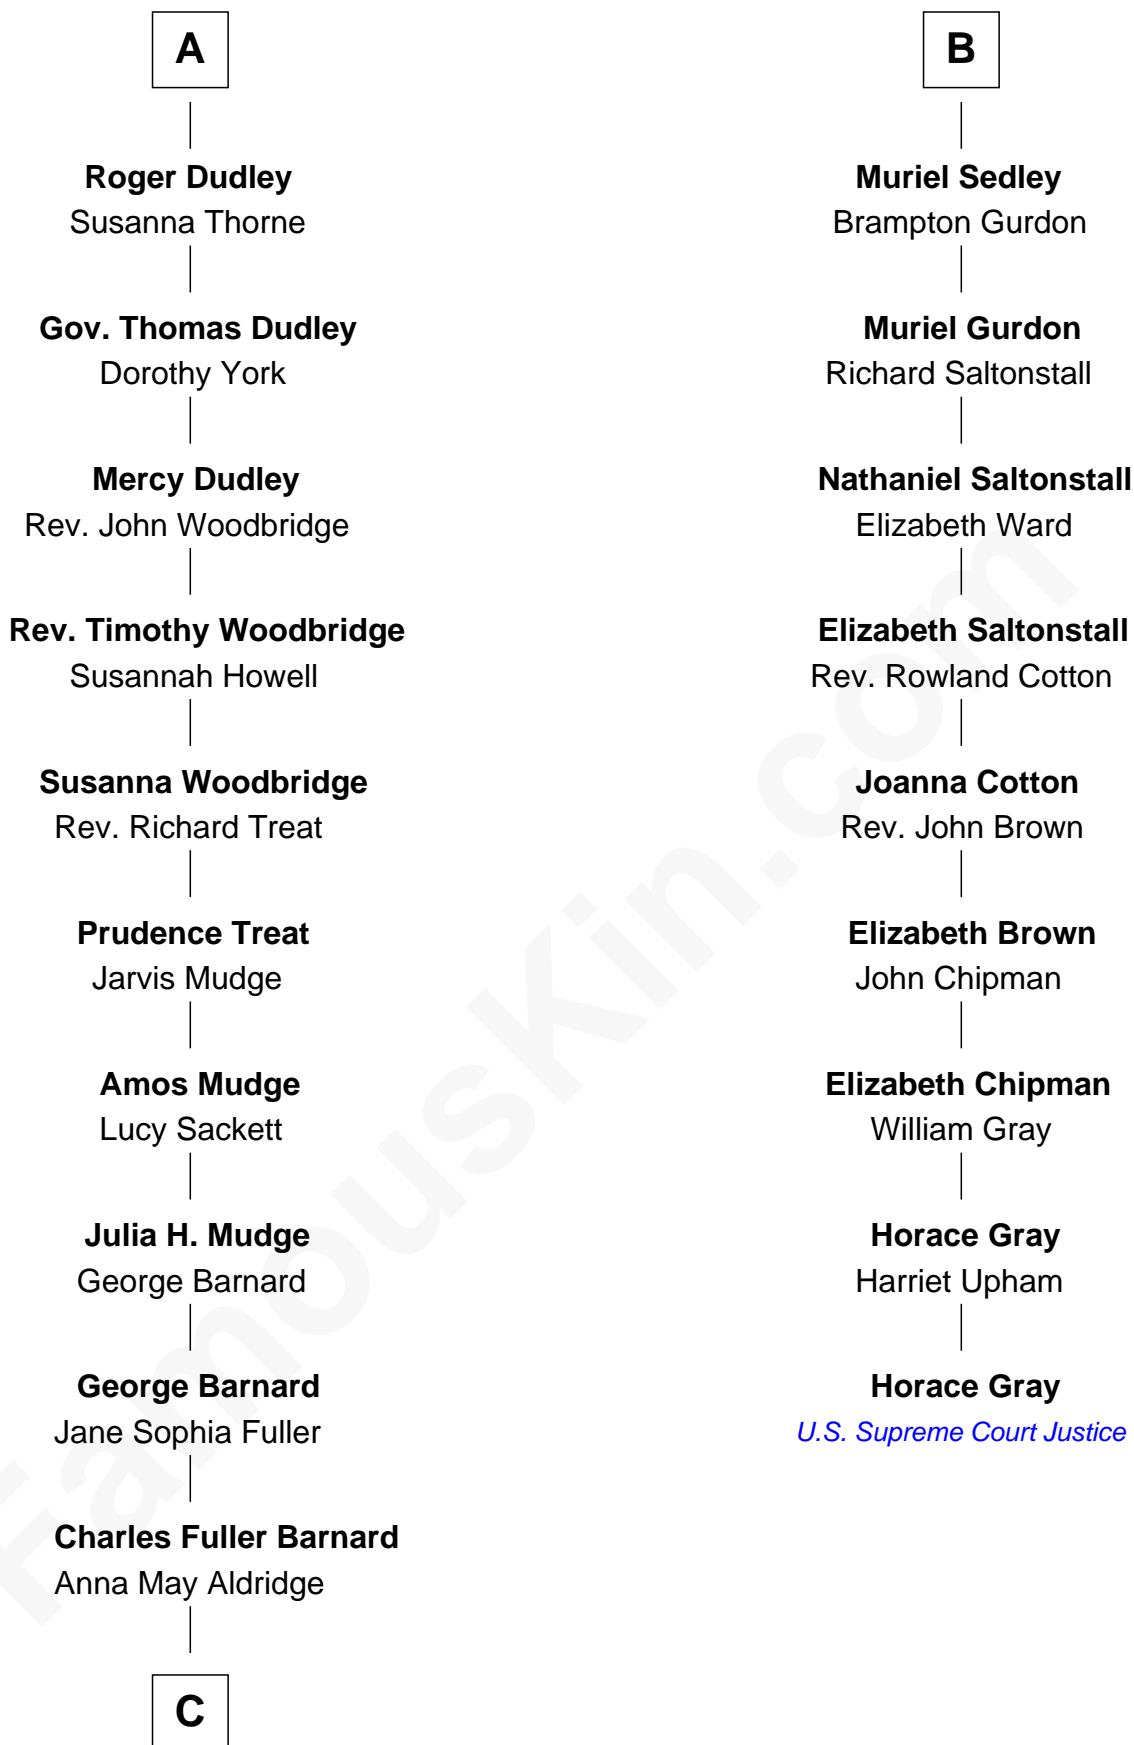 A
Roger Dudley
Susanna Thorne
Gov. Thomas Dudley
Dorothy York
Mercy Dudley
Rev. John Woodbridge
Rev. Timothy Woodbridge
Susannah Howell
Susanna Woodbridge
Rev. Richard Treat
Prudence Treat
Jarvis Mudge
Amos Mudge
Lucy Sackett
Julia H. Mudge
George Barnard
George Barnard
Jane Sophia Fuller
Charles Fuller Barnard
Anna May Aldridge
C
B
Muriel Sedley
Brampton Gurdon
Muriel Gurdon
Richard Saltonstall
Nathaniel Saltonstall
Elizabeth Ward
Elizabeth Saltonstall
Rev. Rowland Cotton
Joanna Cotton
Rev. John Brown
Elizabeth Brown
John Chipman
Elizabeth Chipman
William Gray
Horace Gray
Harriet Upham
Horace Gray
U.S. Supreme Court Justice
FamousKin.com